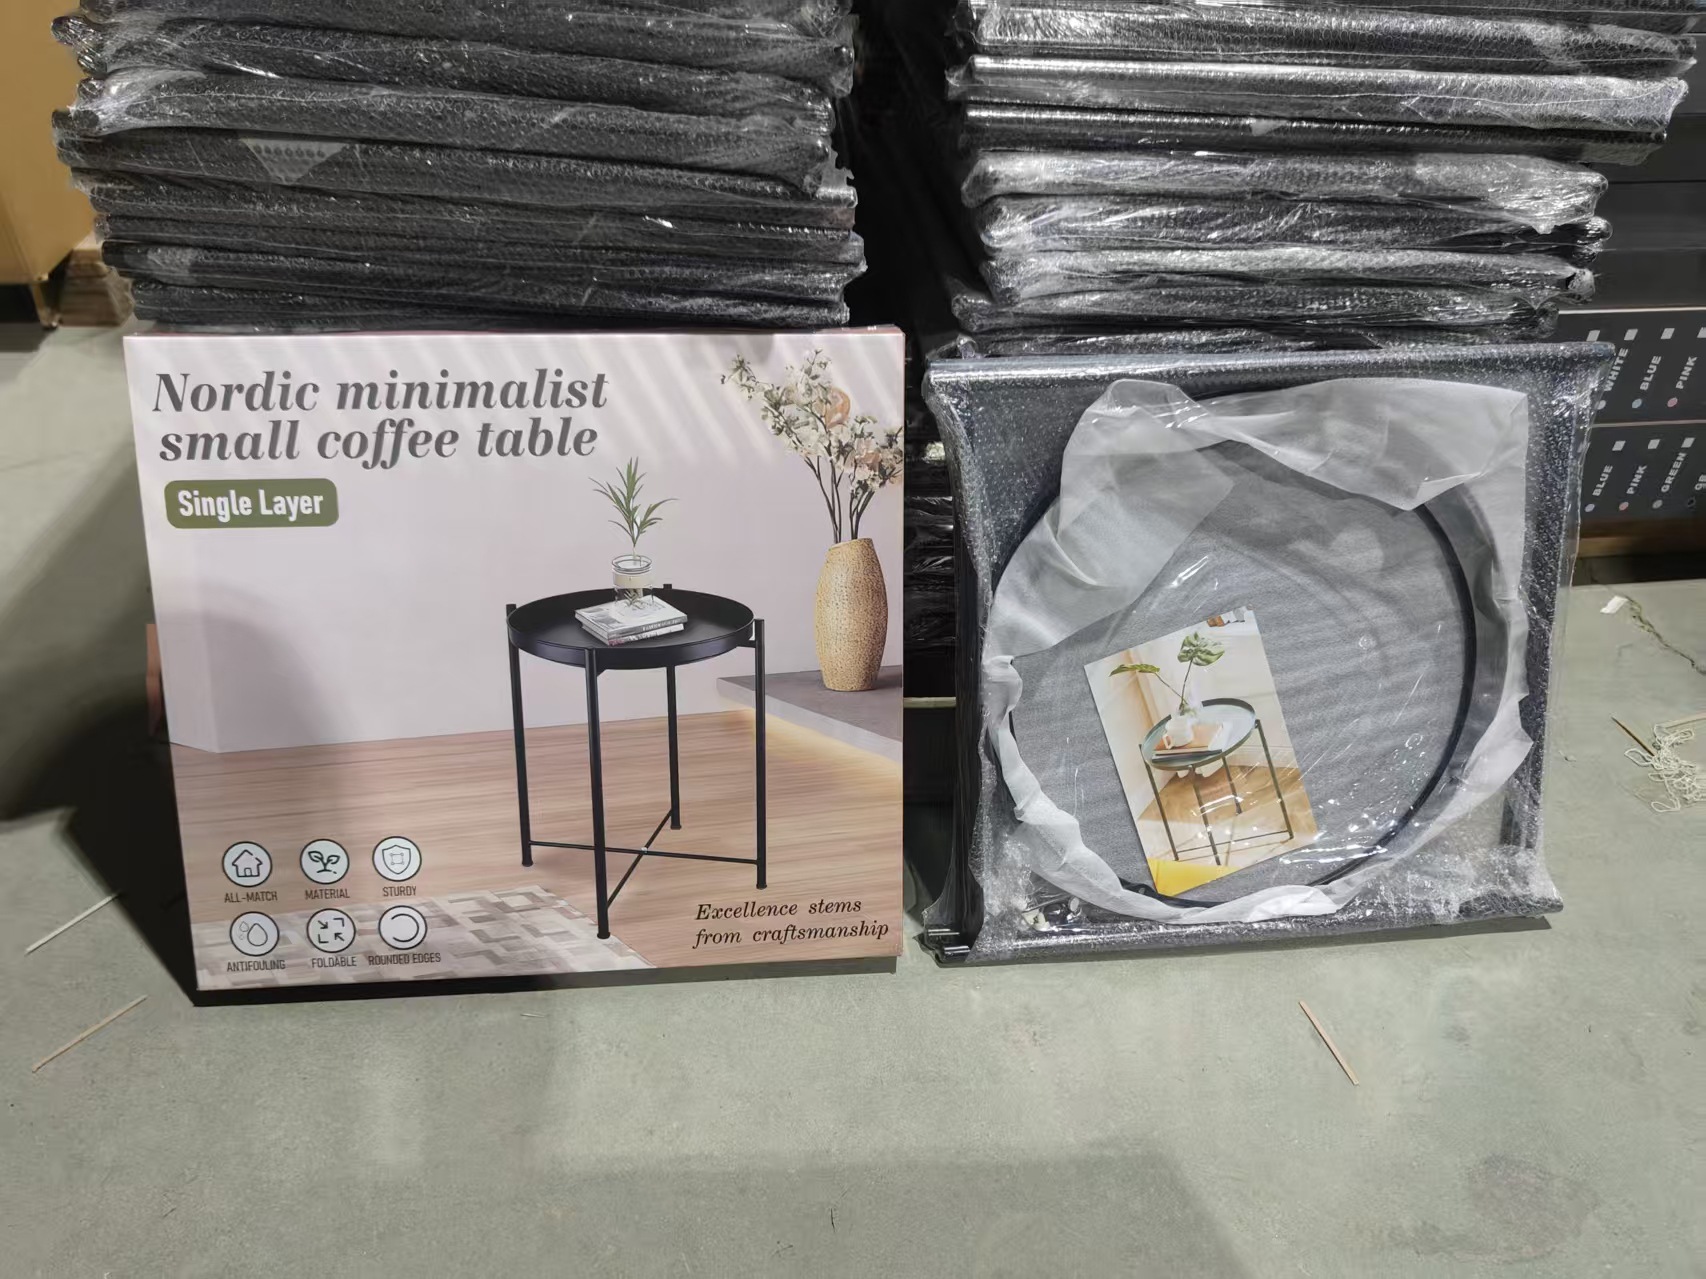 Nordic minimalist
small coffee table
Single Layer
ALL-MATCH
MATERIAL
STURDY
ANTIFOULING
FOLDABLE
ROUNDED EDGES
Excellence stems
from craftsmanship
WHITE
BLUE
PINK
BLUE
PINK
GREEN